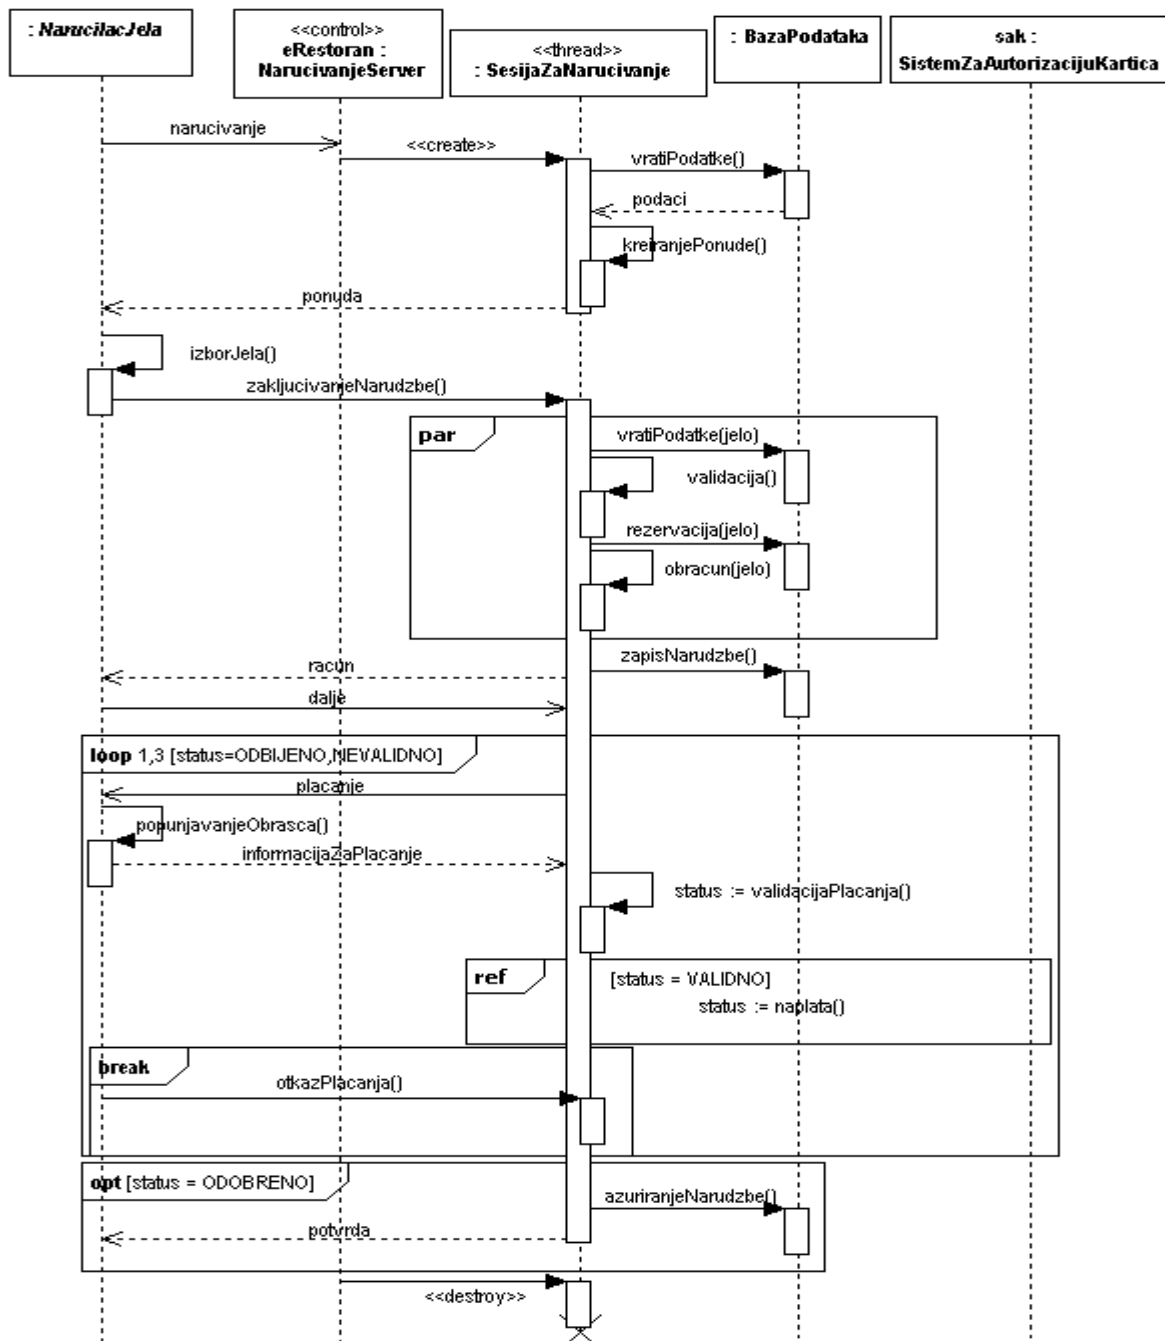 : NarucilacJela
<<control>>
eRestoran :
NarucivanjeServer
<<thread>>
: SesijaZaNarucivanje
: BazaPodataka
sak :
SistemZaAutorizacijuKartica
narucivanje
<<create>>
vratiPodatke()
podaci
kreiranjePonude()
ponuda
izborJela()
zakljucivanjeNarudzbe()
par
vratiPodatke(jelo)
validacija()
rezervacija(jelo)
obracun(jelo)
zapisNarudzbe()
racun
dalje
loop 1,3 [status=ODBIJENO,NEVALIDNO]
placanje
popunjavanjeObrasca()
informacijaZaPlacanje
status := validacijaPlacanja()
ref
[status = VALIDNO]
status := naplata()
break
otkazPlacanja()
opt [status = ODOBRENO]
azuriranjeNarudzbe()
potvrda
<<destroy>>